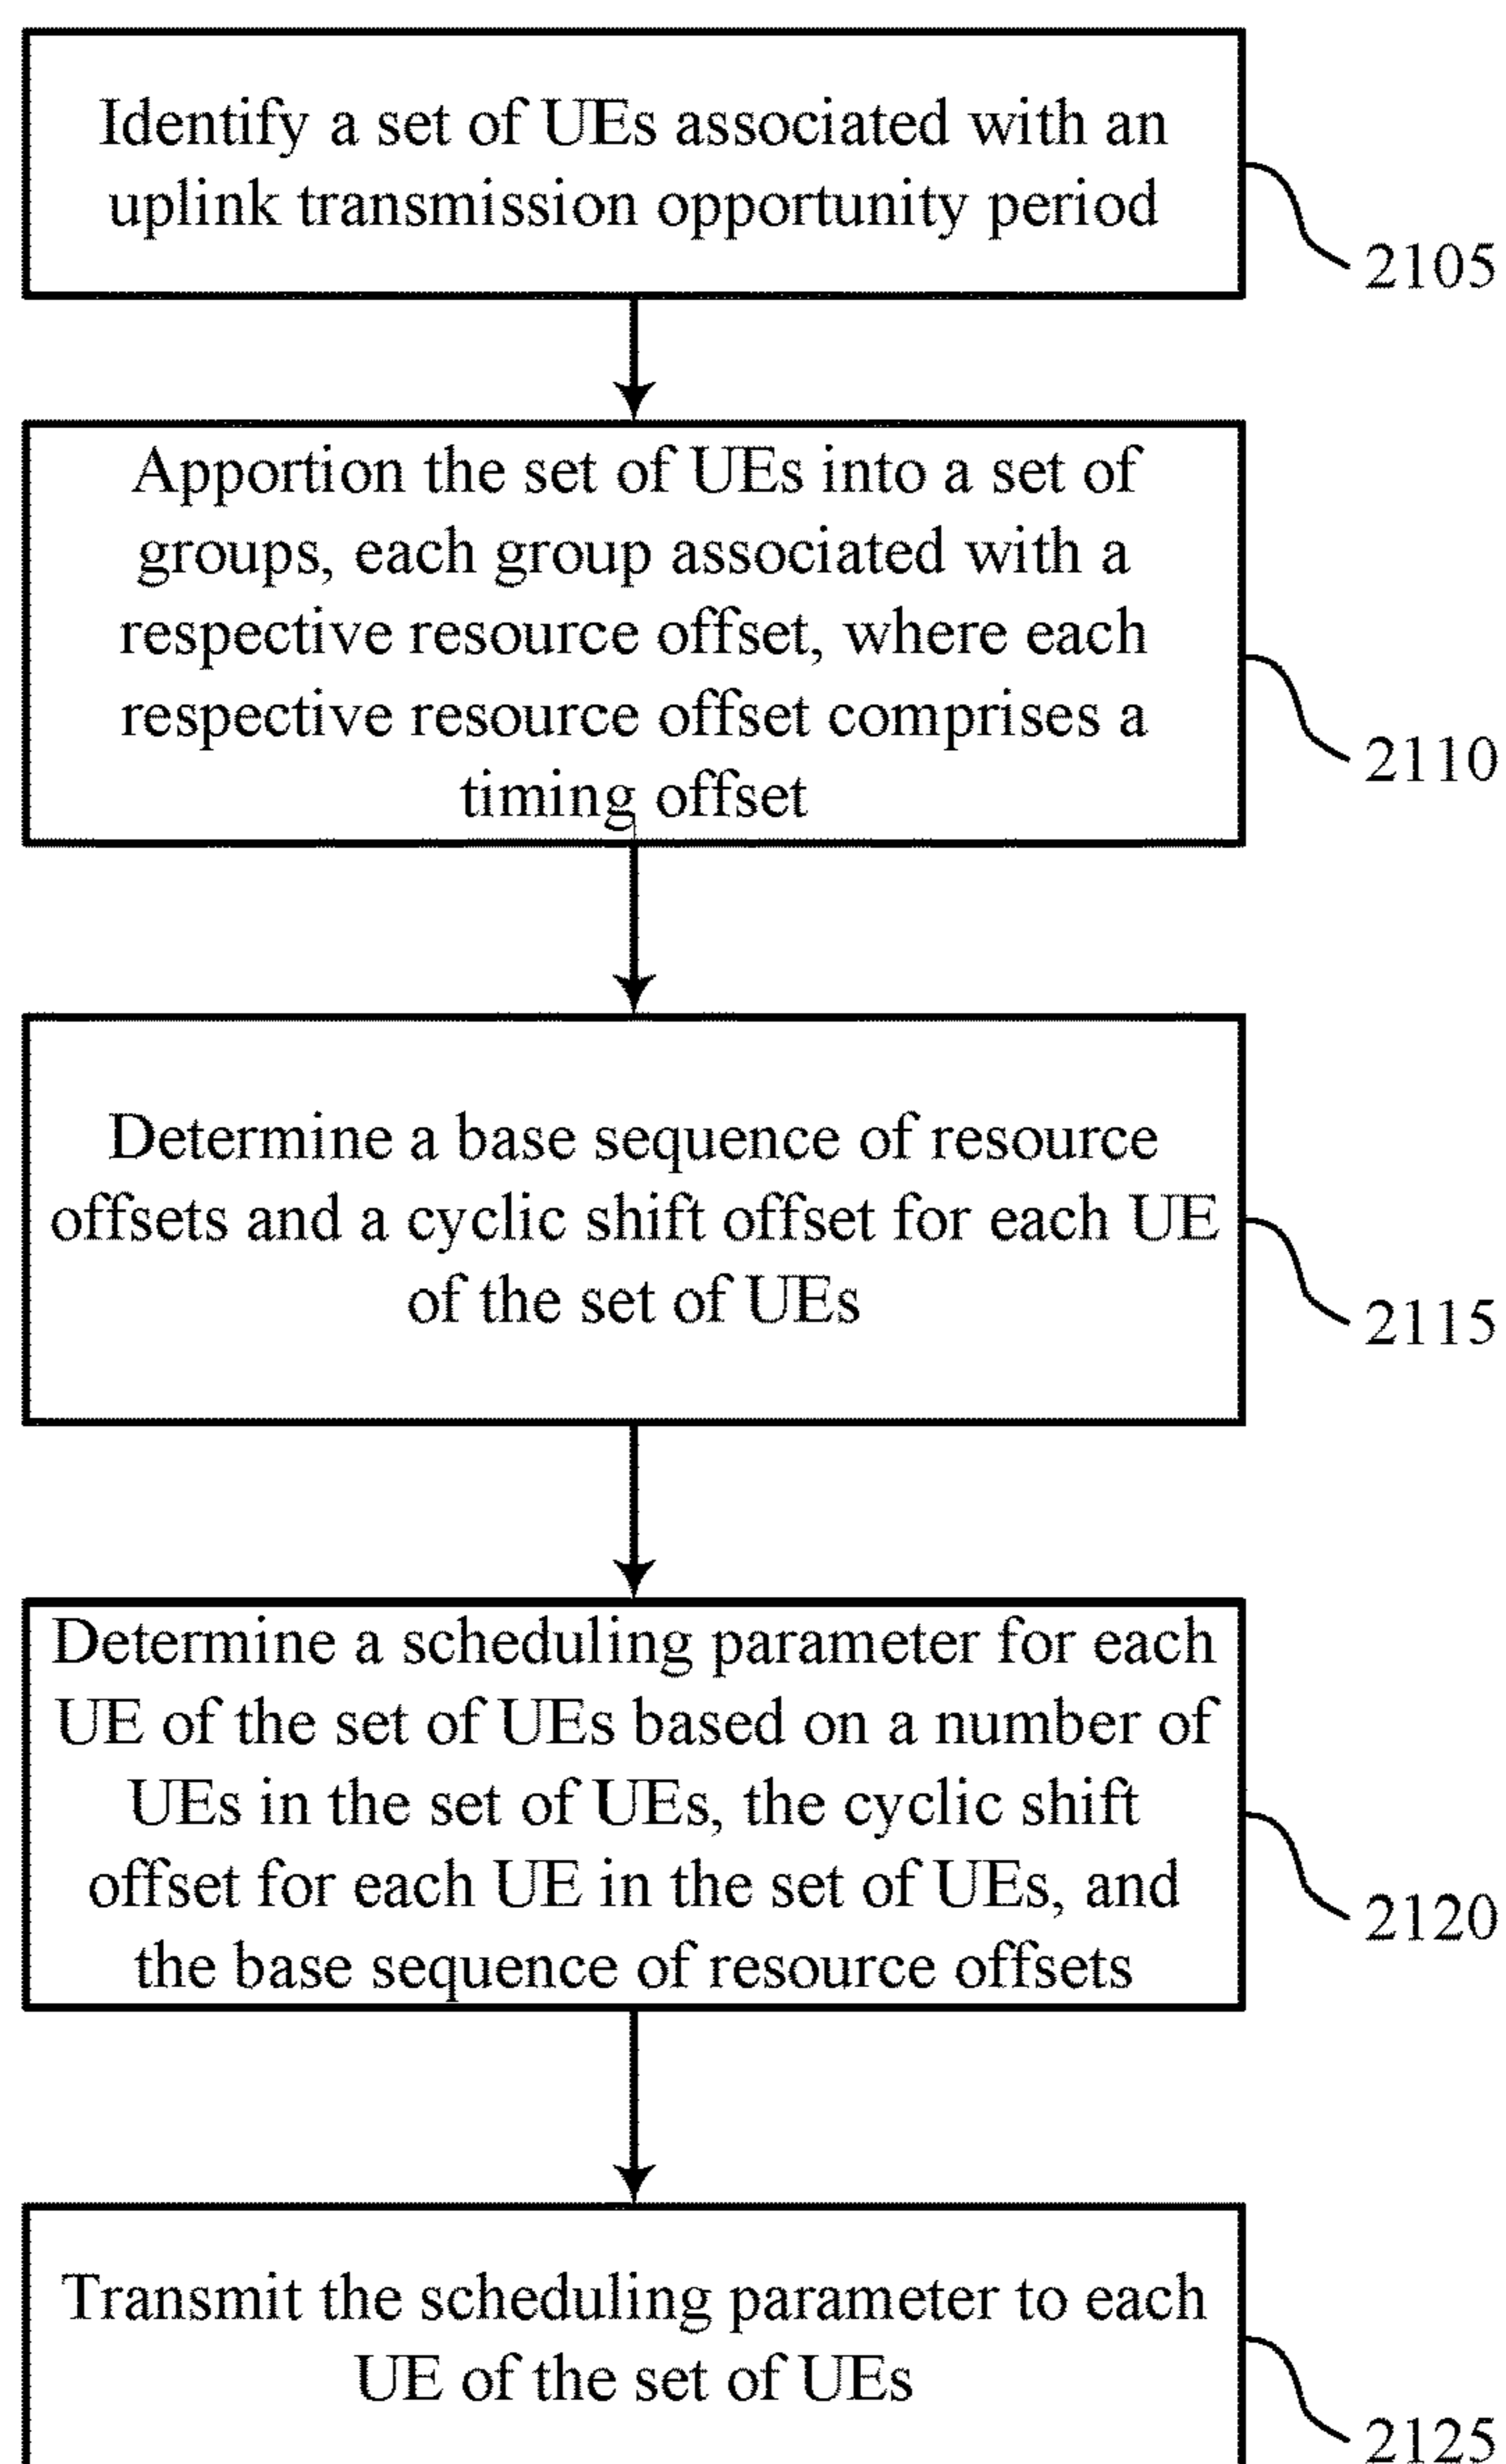 Identify a set of UEs associated with an
uplink transmission opportunity period
2105
Apportion the set of UEs into a set of
groups, each group associated with a
respective resource offset, where each
respective resource offset comprises a
timing offset
2110
Determine a base sequence of resource
offsets and a cyclic shift offset for each UE
of the set of UEs
2115
Determine a scheduling parameter for each
UE of the set of UEs based on a number of
UEs in the set of UEs, the cyclic shift
offset for each UE in the set of UEs, and
the base sequence of resource offsets
2120
Transmit the scheduling parameter to each
UE of the set of UEs
2125